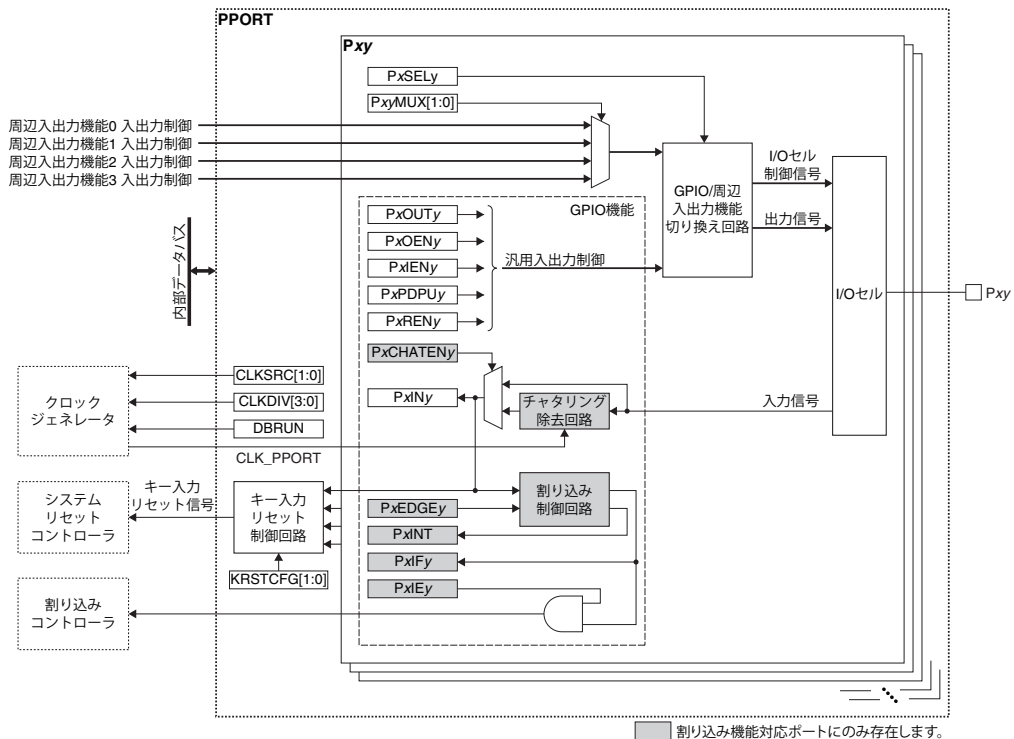 PPORT
Pxy
PxSELy
PxyMUX[1:0]
周辺入出力機能0 入出力制御
周辺入出力機能1 入出力制御
周辺入出力機能2 入出力制御
周辺入出力機能3 入出力制御
GPIO/周辺
入出力機能
切り換え回路
I/Oセル
制御信号
出力信号
I/Oセル
Pxy
GPIO機能
PxOUTy
PxOENy
PxIENy
PxPDPUy
PxRENy
汎用入出力制御
内部データバス
PxCHATENy
PxINy
チャタリング
除去回路
入力信号
クロック
ジェネレータ
CLKSRC[1:0]
CLKDIV[3:0]
DBRUN
CLK_PPORT
システム
リセット
コントローラ
キー入力
リセット信号
キー入力
リセット
制御回路
KRSTCFG[1:0]
PxEDGEy
PxINT
PxIFy
PxIEy
割り込み
制御回路
割り込み
コントローラ
割り込み機能対応ポートにのみ存在します。